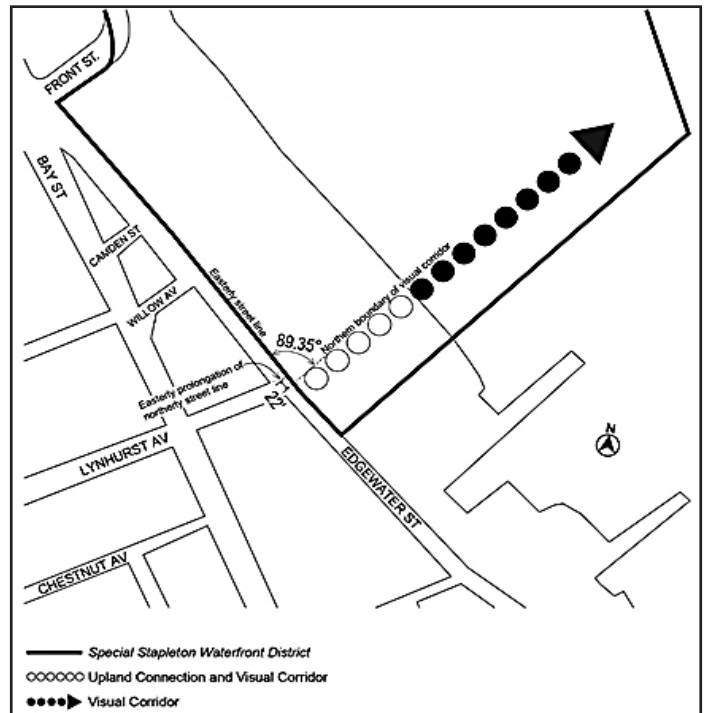 FRONT ST.
BAY ST
CAMDEN ST
WILLOW AV
Easterly street line
Northern boundary of visual corridor
89.35°
Easterly prolongation of
northerly street line
22'
LYNHURST AV
EDGEWATER ST
N
CHESTNUT AV
Special Stapleton Waterfront District
Upland Connection and Visual Corridor
Visual Corridor